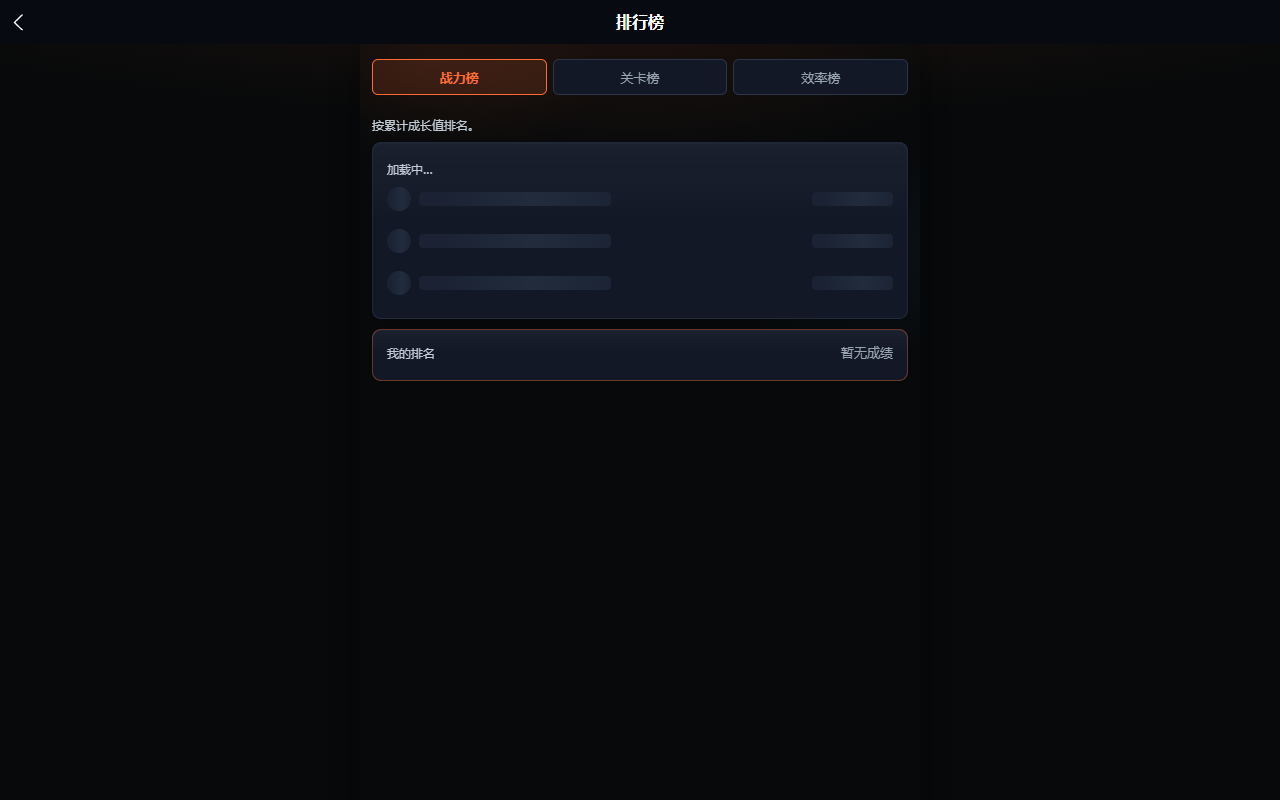 排行榜
战力榜
关卡榜
效率榜
按累计成长值排名。
加载中...
我的排名
暂无成绩